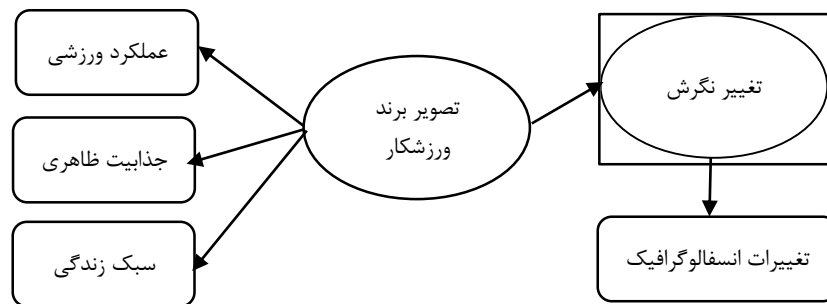 عملکرد ورزشی
تغییر نگرش
تصویر برند
ورزشکار
جذابیت ظاهری
سبک زندگی
تغییرات انسفالوگرافیک